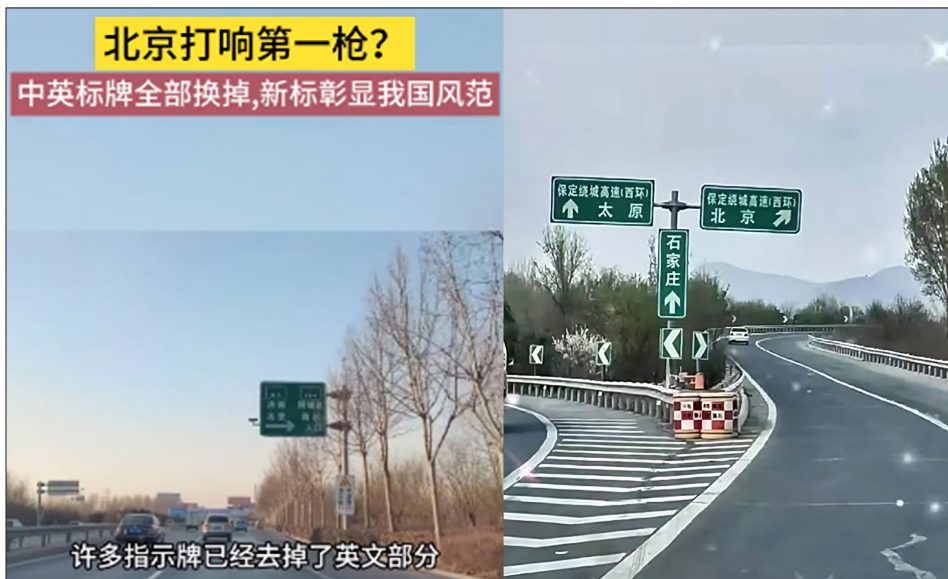 北京打响第一枪？
中英标牌全部换掉,新标彰显我国风范
许多指示牌已经去掉了英文部分
保定绕城高速(西环)
太原
保定绕城高速(西环)
北京
石家庄